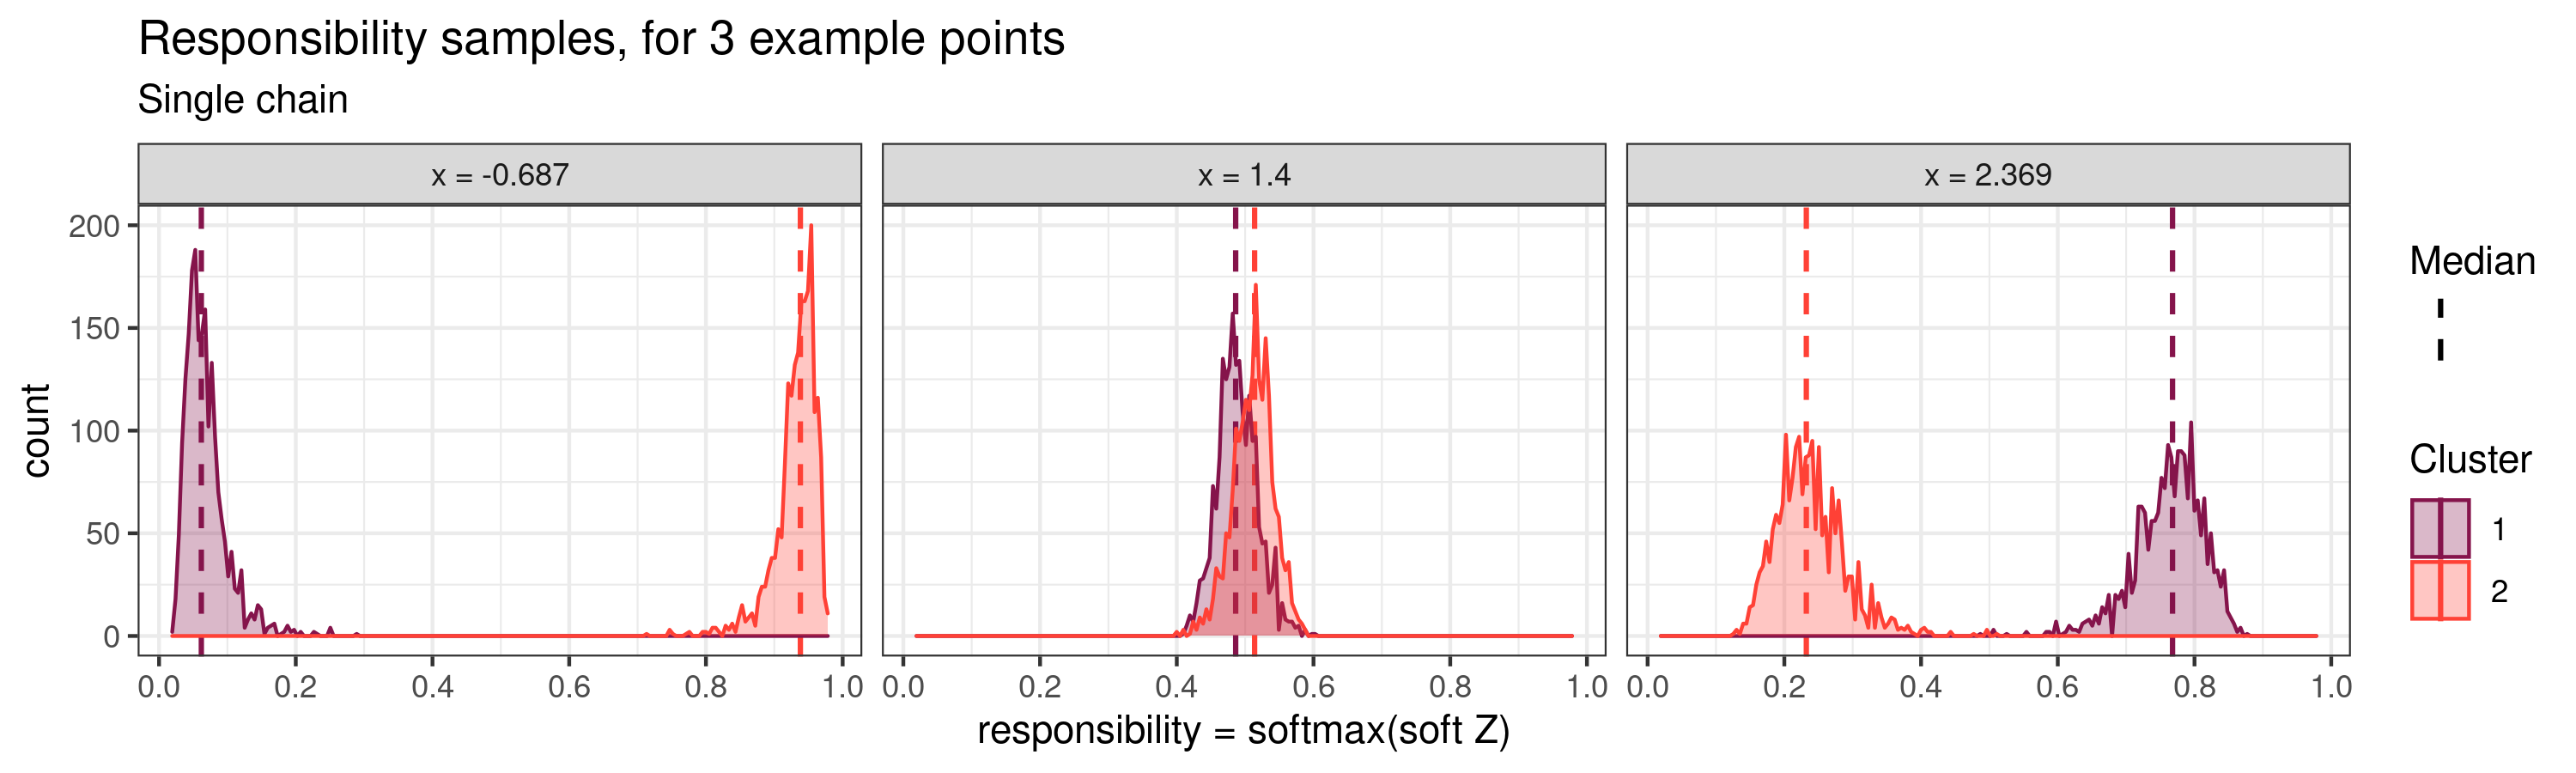 Responsibility samples, for 3 example points
Single chain
x = -0.687
x = 1.4
x = 2.369
count
200
150
100
50
0
0.0 0.2 0.4 0.6 0.8 1.0
0.0 0.2 0.4 0.6 0.8 1.0
0.0 0.2 0.4 0.6 0.8 1.0
responsibility = softmax(soft Z)
Median
Cluster
1
2